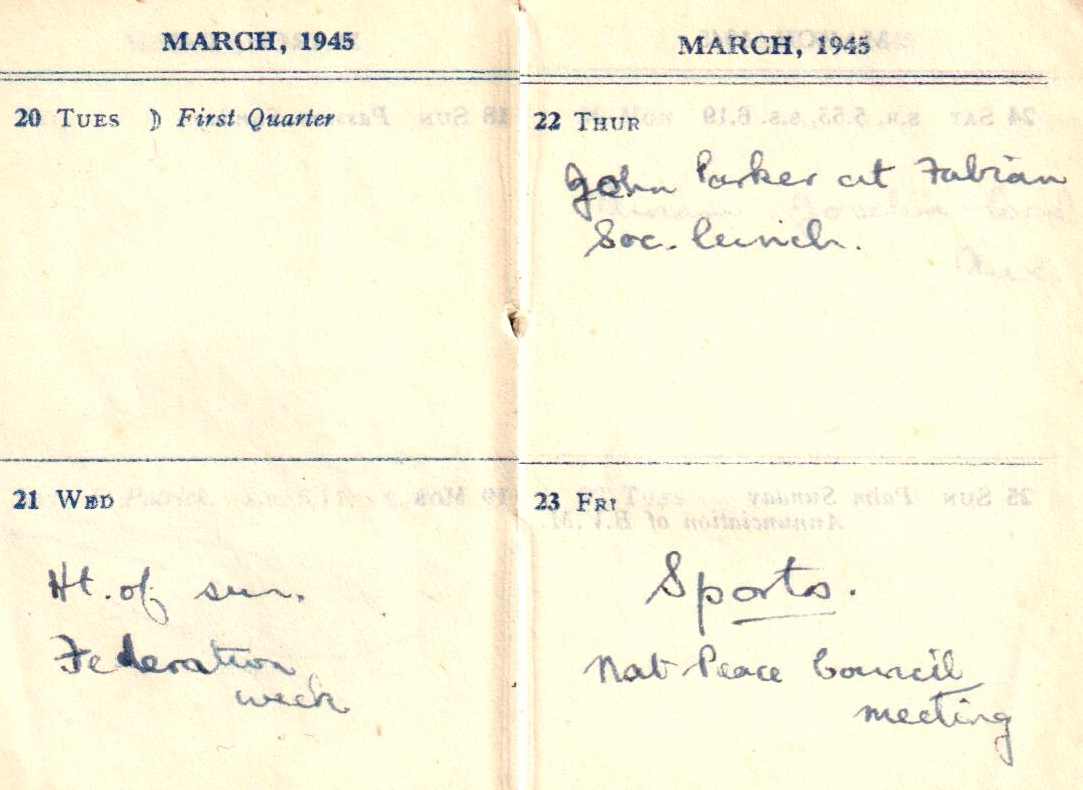 MARCH, 1945
20 TUES ☽ First Quarter
21 WED
Ht. of sun.
Federation
week
MARCH, 1945
22 THUR
John Parker at Fabian
Soc. lunch.
23 FRI
Sports.
Nat Peace Council
meeting